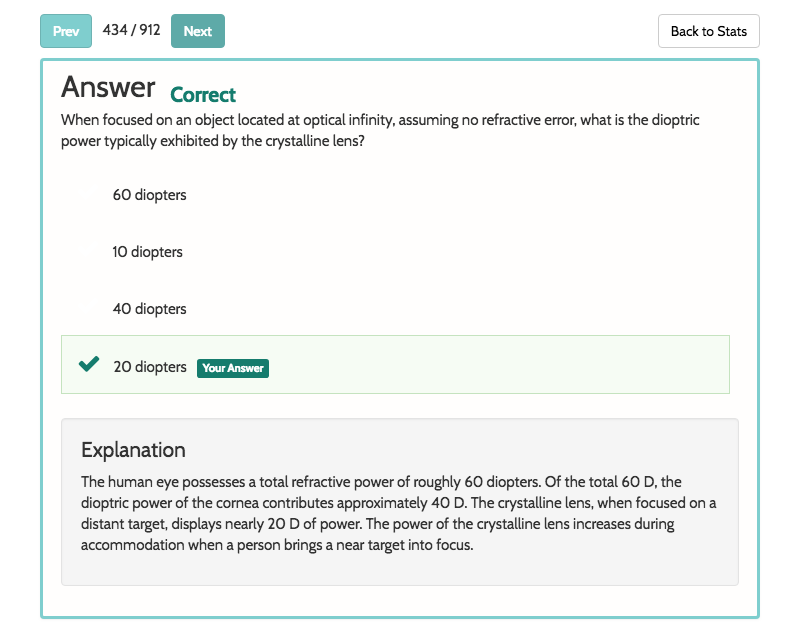 Prev 434 / 912 Next Back to Stats
Answer Correct
When focused on an object located at optical infinity, assuming no refractive error, what is the dioptric
power typically exhibited by the crystalline lens?
60 diopters
10 diopters
40 diopters
20 diopters Your Answer
Explanation
The human eye possesses a total refractive power of roughly 60 diopters. Of the total 60 D, the
dioptric power of the cornea contributes approximately 40 D. The crystalline lens, when focused on a
distant target, displays nearly 20 D of power. The power of the crystalline lens increases during
accommodation when a person brings a near target into focus.